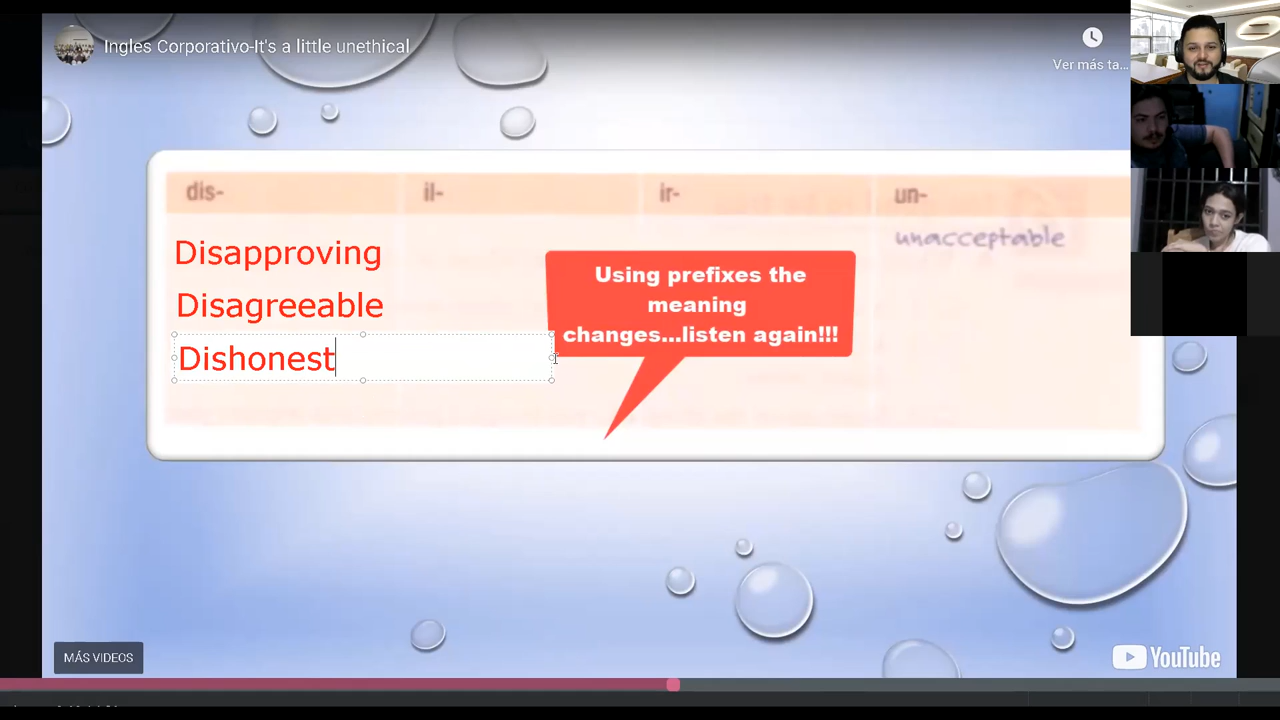 Ingles Corporativo-It's a little unethical
Ver más ta...
dis- il- ir- un-
unacceptable
Disapproving
Disagreeable
Dishonest
Using prefixes the
meaning
changes...listen again!!!
MÁS VIDEOS
YouTube